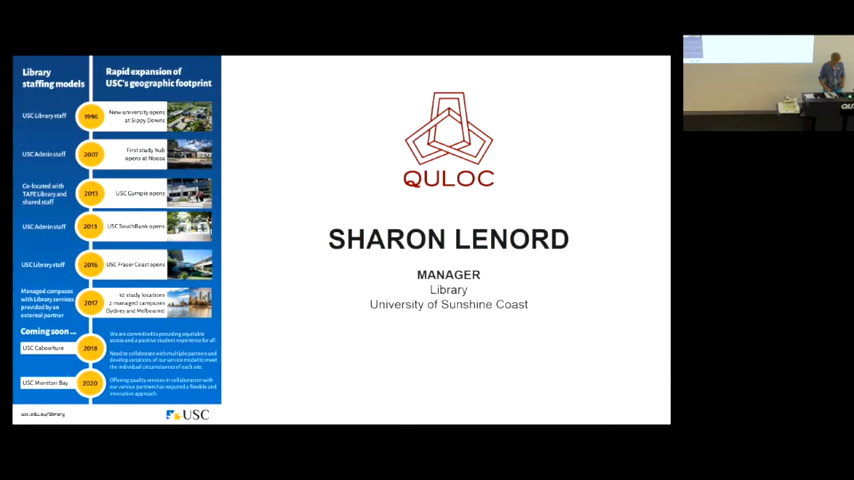 Library
staffing models
Rapid expansion of
USC's geographic footprint
USC Library staff
1996
New university opens
at Sippy Downs
USC Admin staff
2007
First study hub
opens at Noosa
Co-located with
TAFE Library and
shared staff
2013
USC Gympie opens
USC Admin staff
2013
USC SouthBank opens
USC Library staff
2016
USC Fraser Coast opens
Managed campuses
with Library services
provided by an
external partner
2017
10 study locations
2 managed campuses
(Sydney and Melbourne)
Coming soon ...
USC Caboolture
2018
USC Moreton Bay
2020
We are committed to providing equitable
access and a positive student experience for all
Need to collaborate with multiple partners and
develop variations of our service model to meet
the individual circumstances of each site
Offering quality services in collaboration with
our various partners has required a flexible and
innovative approach.
usc.edu.au/library
USC
QULOC
SHARON LENORD
MANAGER
Library
University of Sunshine Coast